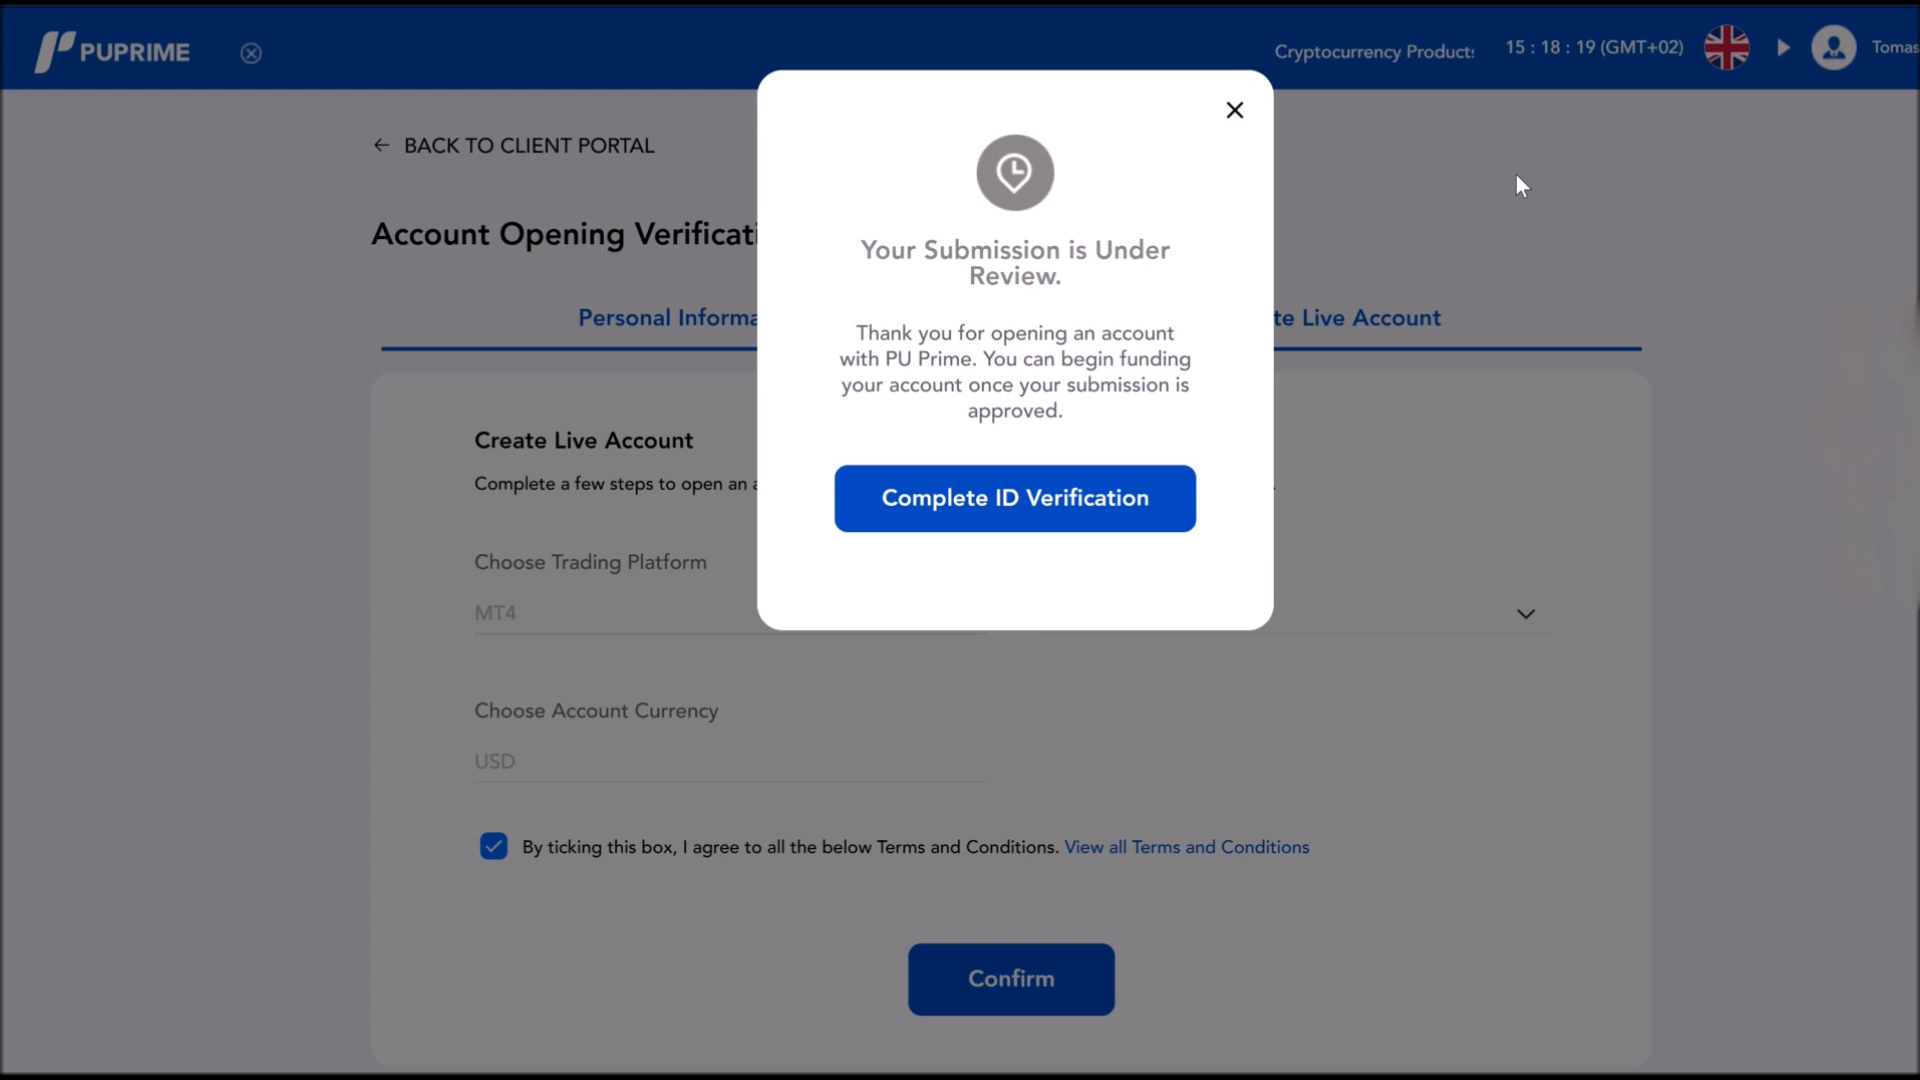 PUPRIME
Cryptocurrency Products
15 : 18 : 19 (GMT+02)
Tomas
← BACK TO CLIENT PORTAL
Account Opening Verificati
Personal Informa
te Live Account
Your Submission is Under
Review.
Thank you for opening an account
with PU Prime. You can begin funding
your account once your submission is
approved.
Complete ID Verification
Create Live Account
Complete a few steps to open an a
Choose Trading Platform
MT4
Choose Account Currency
USD
By ticking this box, I agree to all the below Terms and Conditions. View all Terms and Conditions
Confirm